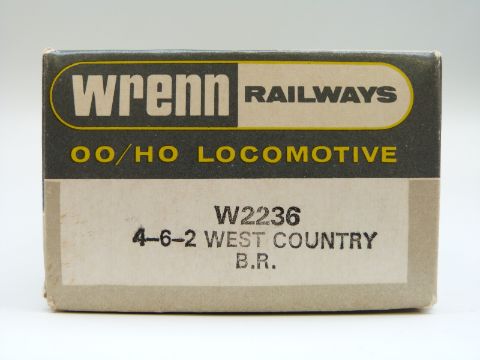 wrenn RAILWAYS
OO/HO LOCOMOTIVE
W2236
4-6-2 WEST COUNTRY
B.R.